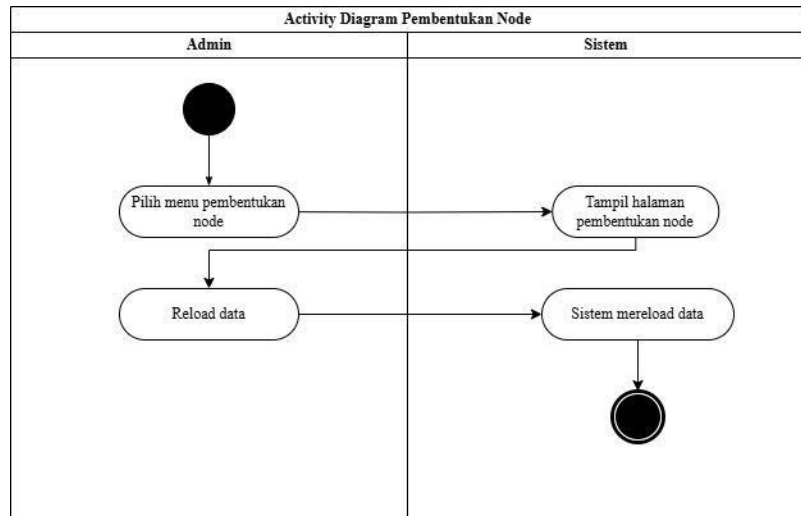 Activity Diagram Pembentukan Node
Admin
Sistem
Pilih menu pembentukan
node
Tampil halaman
pembentukan node
Reload data
Sistem mereload data